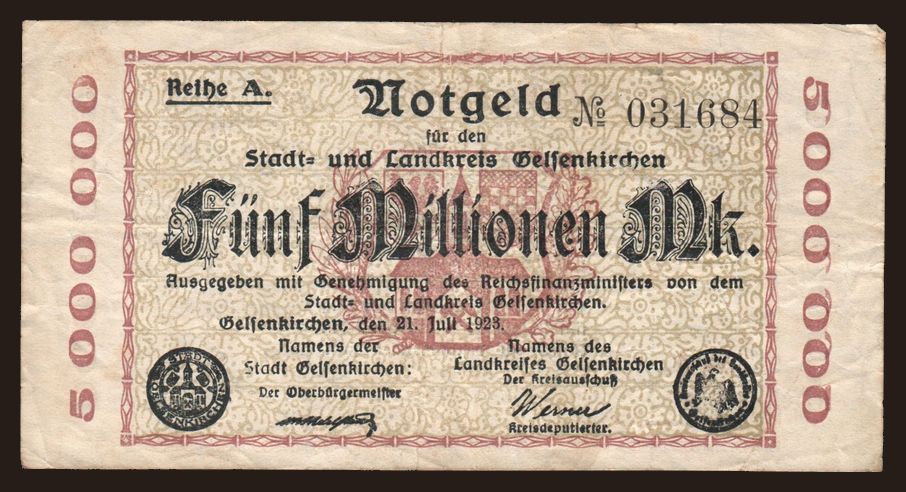 5 000 000
Reihe A.
Notgeld
№ 031684
für den
Stadt- und Landkreis Gelsenkirchen
Fünf Millionen Mk.
Ausgegeben mit Genehmigung des Reichsfinanzministers von dem
Stadt- und Landkreis Gelsenkirchen.
Gelsenkirchen, den 21. Juli 1923.
Namens der
Stadt Gelsenkirchen:
Der Oberbürgermeister
Namens des
Landkreises Gelsenkirchen
Der Kreisausschuß
Werner
Kreisdeputierter.
STADT GELSENKIRCHEN
5 000 000